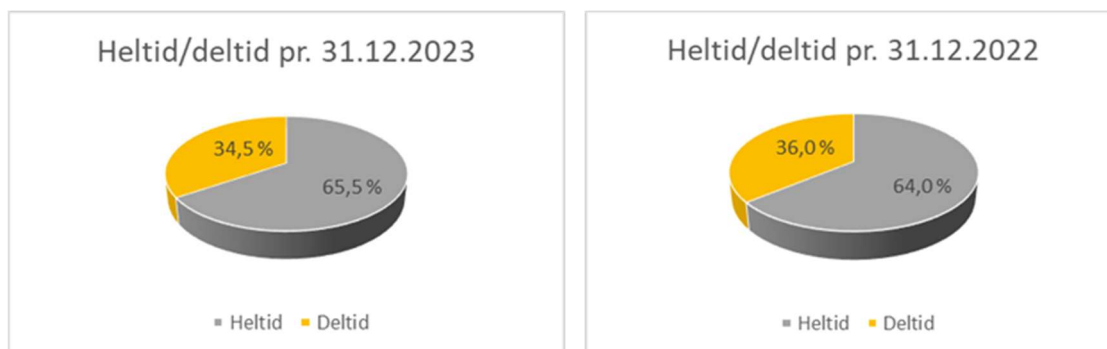 Heltid/deltid pr. 31.12.2023
34,5 %
65,5 %
Heltid Deltid
Heltid/deltid pr. 31.12.2022
36,0 %
64,0 %
Heltid Deltid